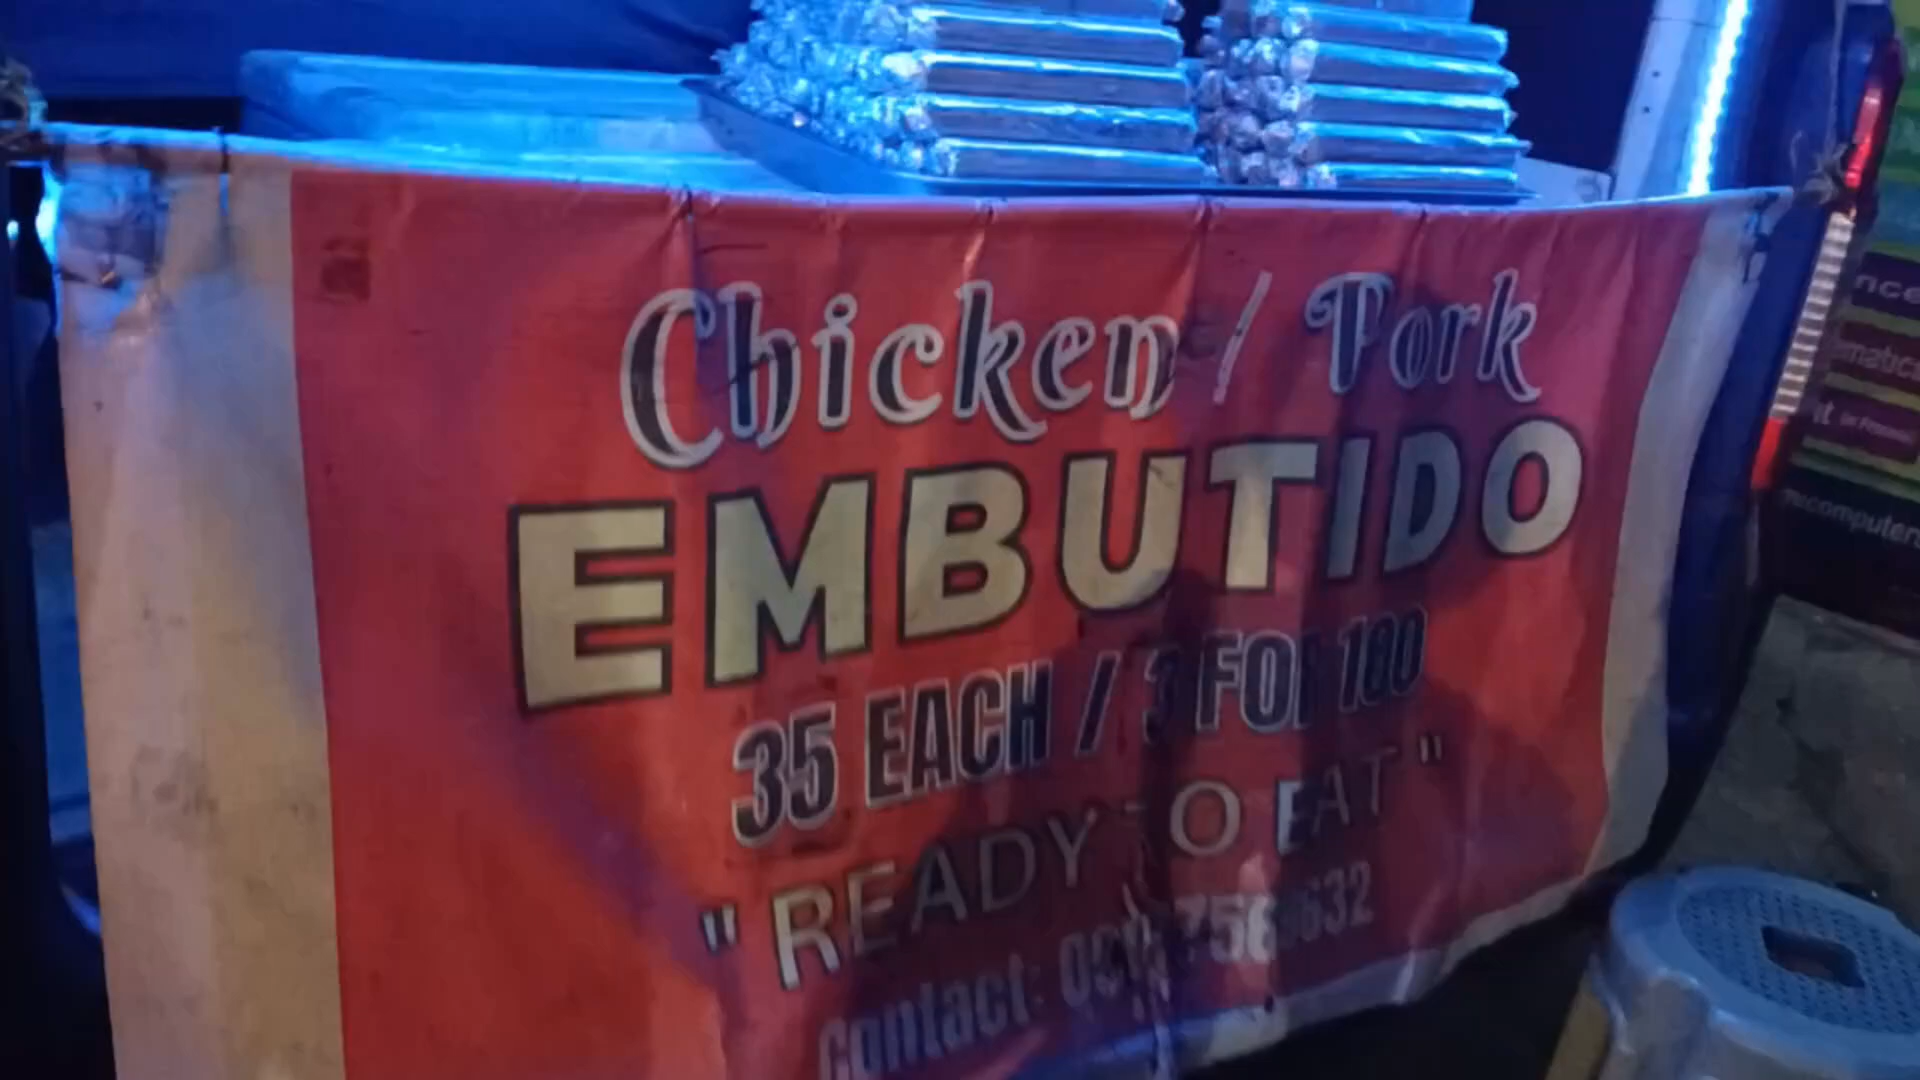 Chicken / Pork
EMBUTIDO
35 EACH / 3 FOR 100
" READY TO EAT "
contact: